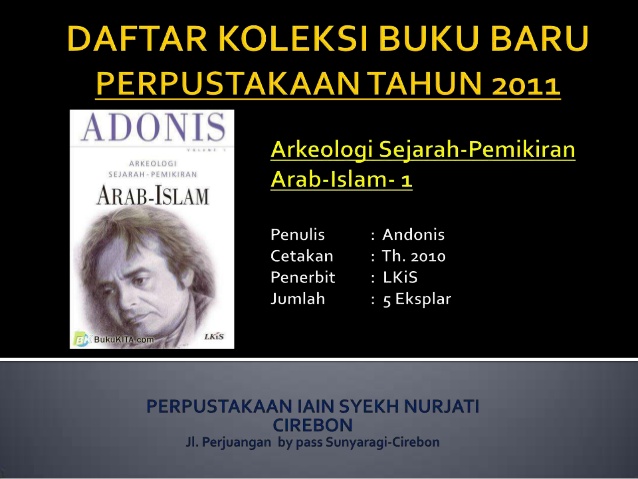 DAFTAR KOLEKSI BUKU BARU
PERPUSTAKAAN TAHUN 2011
ADONIS
VOLUME 1
ARKEOLOGI
SEJARAH-PEMIKIRAN
ARAB-ISLAM
BukuKITA.com
LKiS
Arkeologi Sejarah-Pemikiran
Arab-Islam- 1
Penulis : Andonis
Cetakan : Th. 2010
Penerbit : LKiS
Jumlah : 5 Eksplar
PERPUSTAKAAN IAIN SYEKH NURJATI
CIREBON
Jl. Perjuangan by pass Sunyaragi-Cirebon